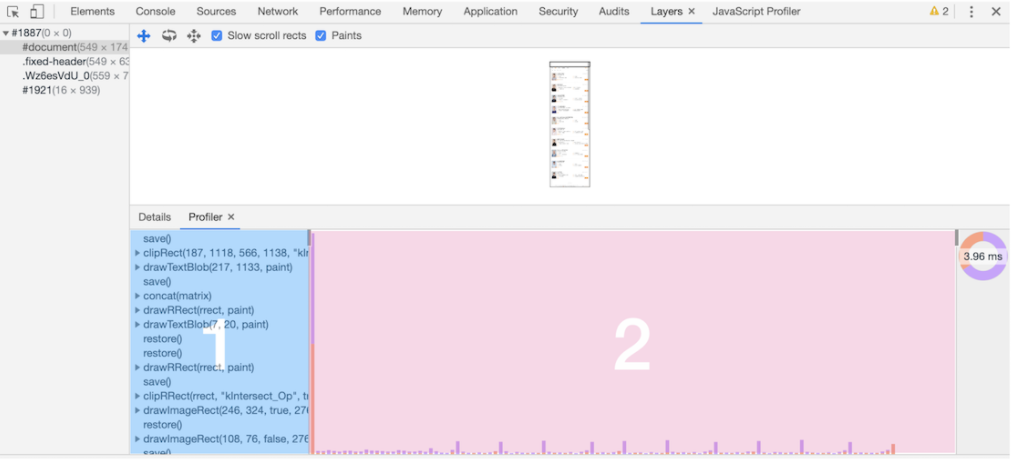 Elements Console Sources Network Performance Memory Application Security Audits Layers × JavaScript Profiler 2
#1887(0 × 0)
Slow scroll rects Paints
#document(549 × 174
.fixed-header(549 × 63
.Wz6esVdU_0(559 × 7
#1921(16 × 939)
Details Profiler ×
save()
clipRect(187, 1118, 566, 1138, "kIr
drawTextBlob(217, 1133, paint)
save()
concat(matrix)
drawRRect(rrect, paint)
drawTextBlob(7, 20, paint)
restore()
restore()
drawRRect(rrect, paint)
save()
clipRRect(rrect, "kIntersect_Op", tr
drawImageRect(246, 324, true, 276
restore()
drawImageRect(108, 76, false, 276
save()
1
2
3.96 ms